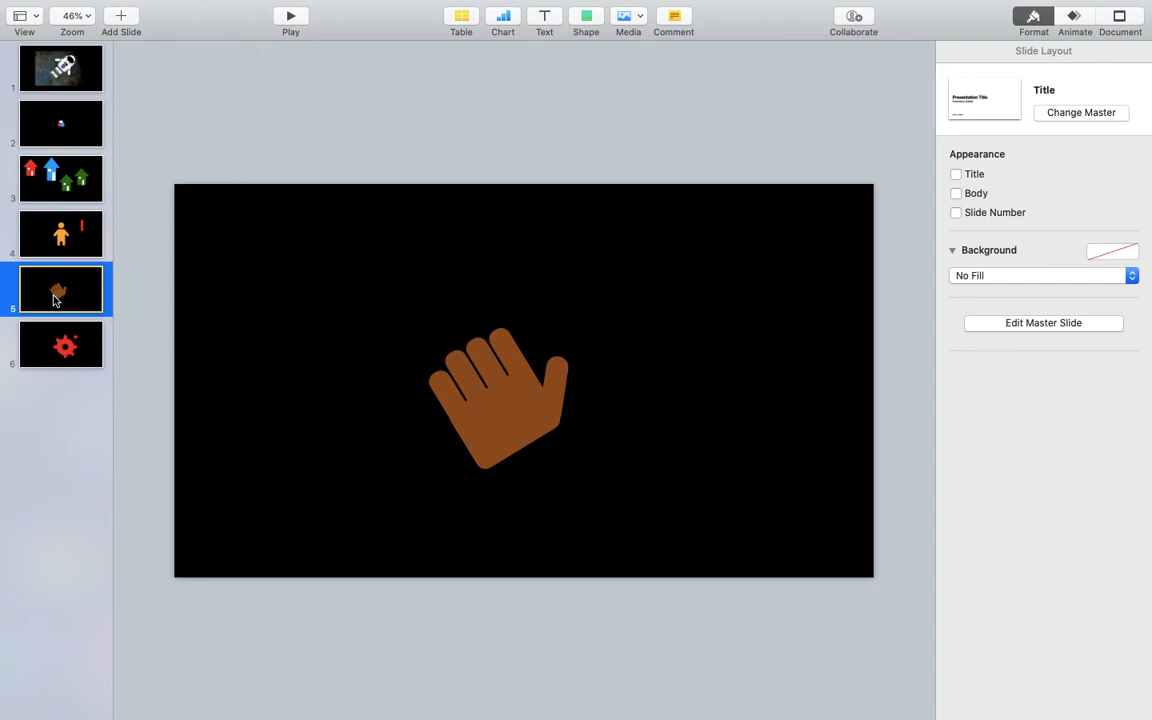 46%
View
Zoom
Add Slide
Play
Table
Chart
Text
Shape
Media
Comment
Collaborate
Format
Animate
Document
Slide Layout
1
2
3
4
5
6
Presentation Title
Title
Change Master
Appearance
Title
Body
Slide Number
Background
No Fill
Edit Master Slide